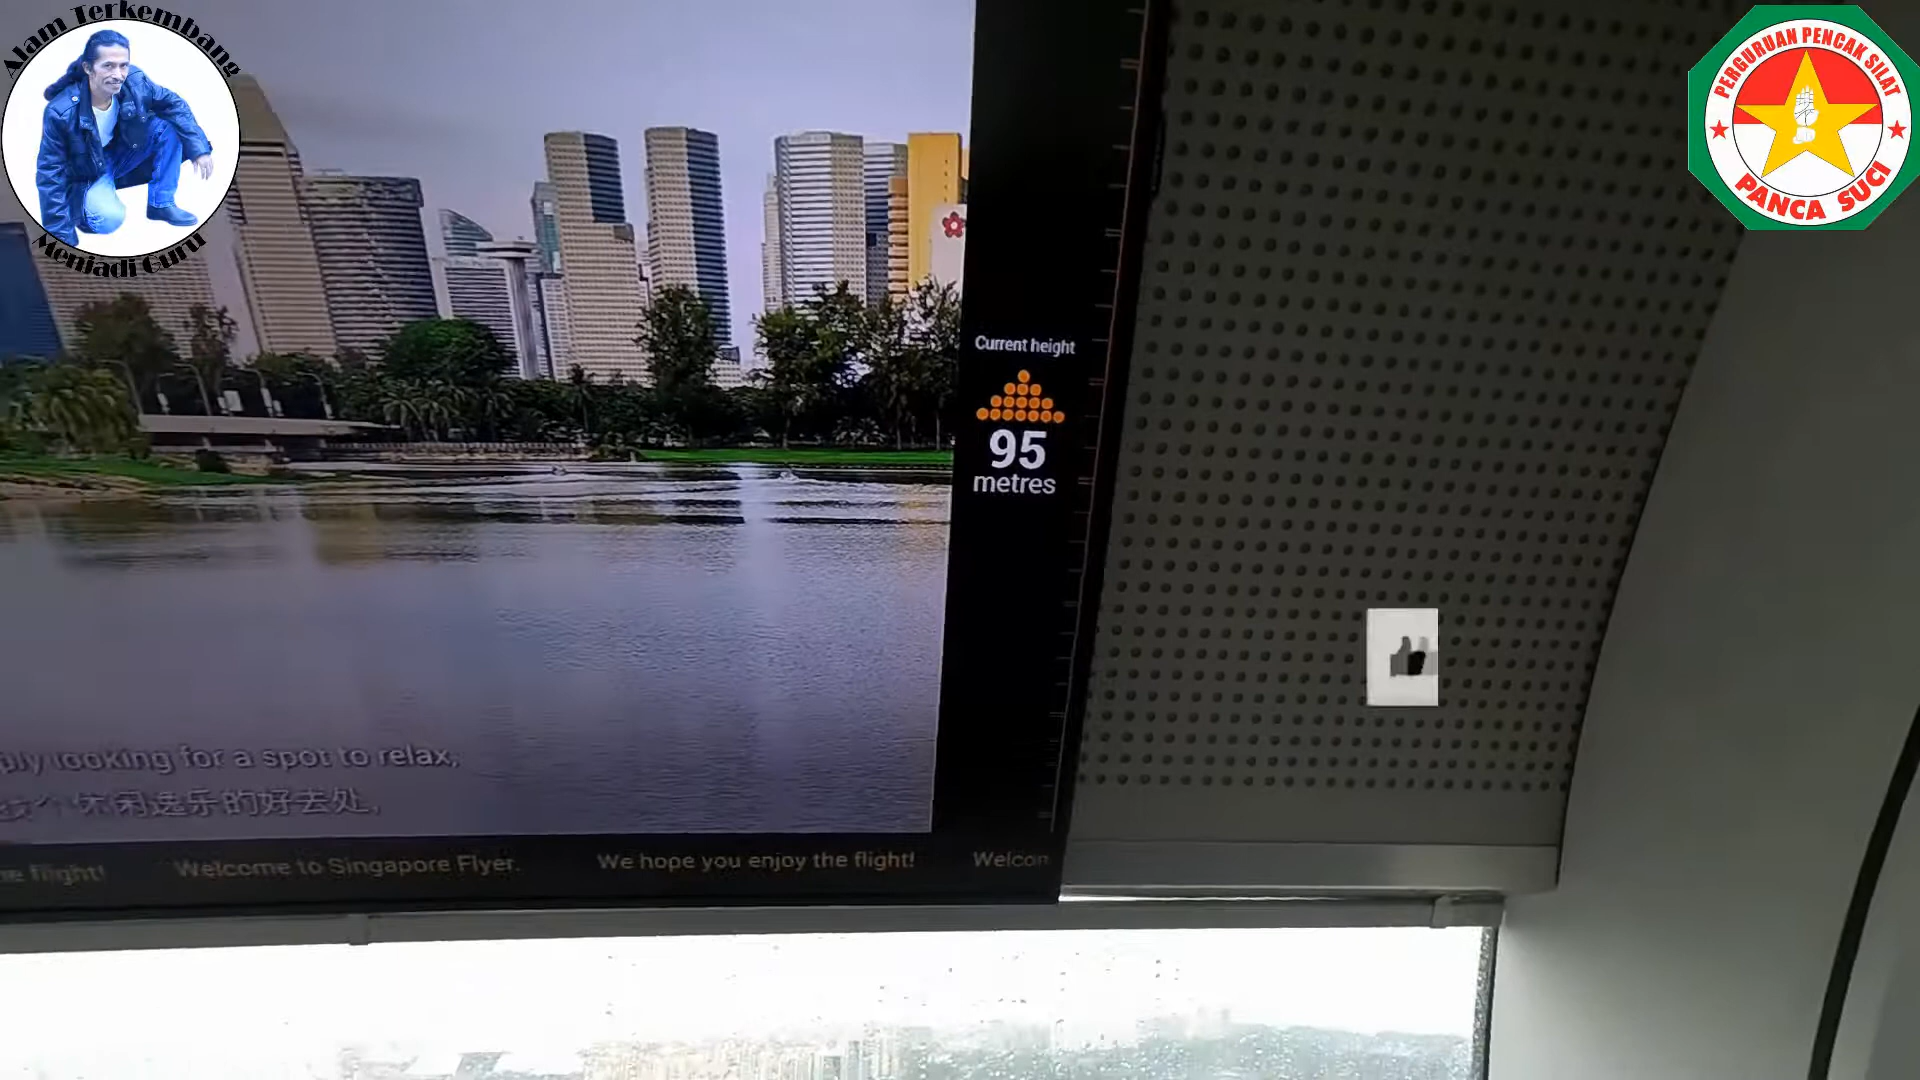 Alam Terkembang
Menjadi Guru
PERGURUAN PENCAK SILAT
PANCA SUCI
Current height
95
metres
looking for a spot to relax,
休闲逸乐的好去处,
flight!
Welcome to Singapore Flyer.
We hope you enjoy the flight!